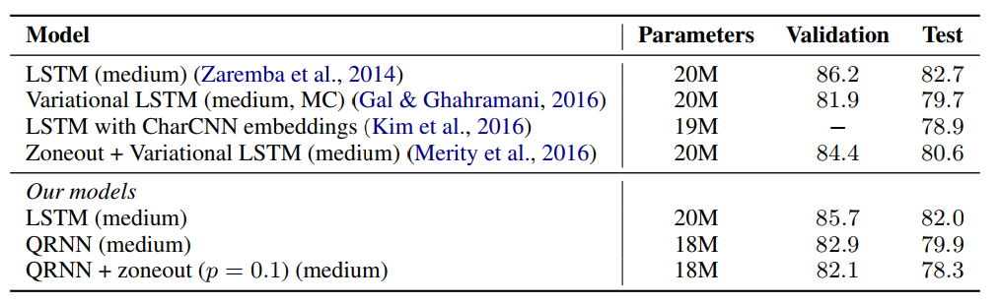 Model Parameters Validation Test
LSTM (medium) (Zaremba et al., 2014) 20M 86.2 82.7
Variational LSTM (medium, MC) (Gal & Ghahramani, 2016) 20M 81.9 79.7
LSTM with CharCNN embeddings (Kim et al., 2016) 19M − 78.9
Zoneout + Variational LSTM (medium) (Merity et al., 2016) 20M 84.4 80.6
Our models
LSTM (medium) 20M 85.7 82.0
QRNN (medium) 18M 82.9 79.9
QRNN + zoneout (p = 0.1) (medium) 18M 82.1 78.3